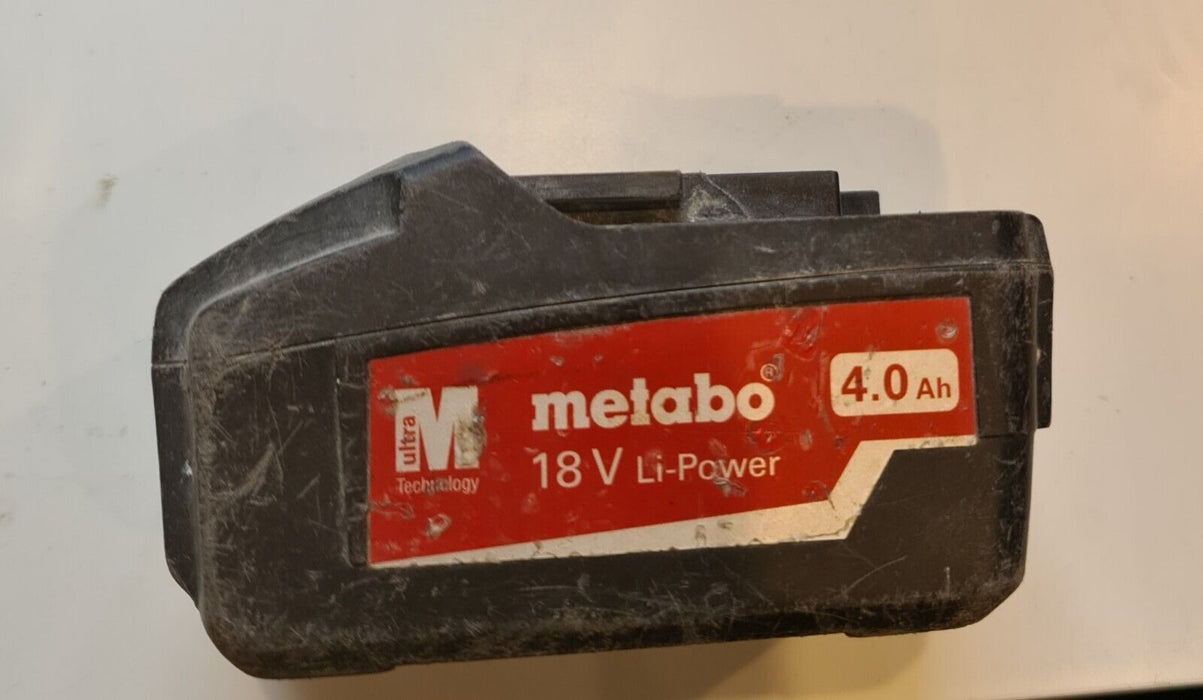 ultra M
Technology
metabo®
18 V Li-Power
4.0 Ah